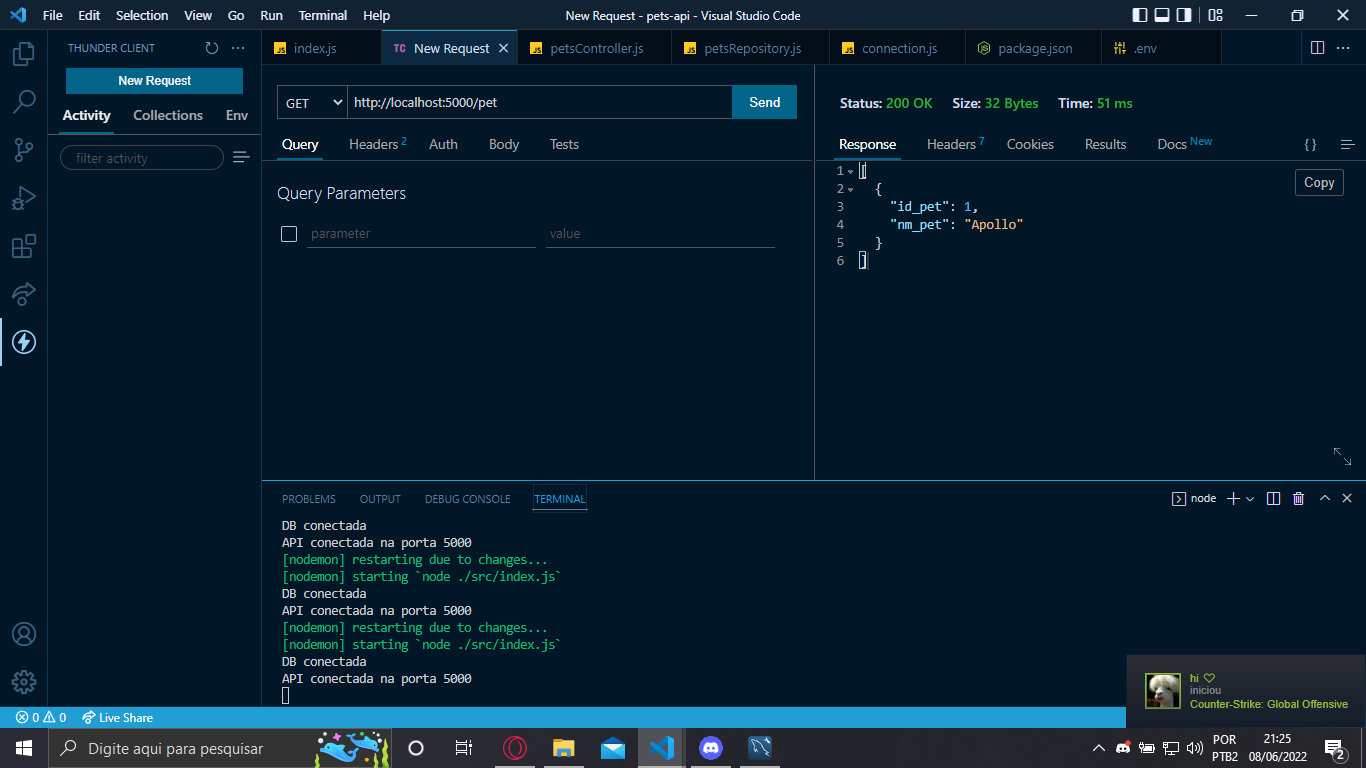 File Edit Selection View Go Run Terminal Help
New Request - pets-api - Visual Studio Code
THUNDER CLIENT
New Request
Activity Collections Env
filter activity
JS index.js
TC New Request
JS petsController.js
JS petsRepository.js
JS connection.js
package.json
.env
GET http://localhost:5000/pet Send
Query Headers 2 Auth Body Tests
Query Parameters
parameter value
Status: 200 OK Size: 32 Bytes Time: 51 ms
Response Headers 7 Cookies Results Docs New { }
Copy
1 [
2 {
3 "id_pet": 1,
4 "nm_pet": "Apollo"
5 }
6 ]
PROBLEMS OUTPUT DEBUG CONSOLE TERMINAL
node
DB conectada
API conectada na porta 5000
[nodemon] restarting due to changes...
[nodemon] starting `node ./src/index.js`
DB conectada
API conectada na porta 5000
[nodemon] restarting due to changes...
[nodemon] starting `node ./src/index.js`
DB conectada
API conectada na porta 5000
hi ♡
iniciou
Counter-Strike: Global Offensive
0 0 Live Share
Digite aqui para pesquisar
POR
PTB2
21:25
08/06/2022
2